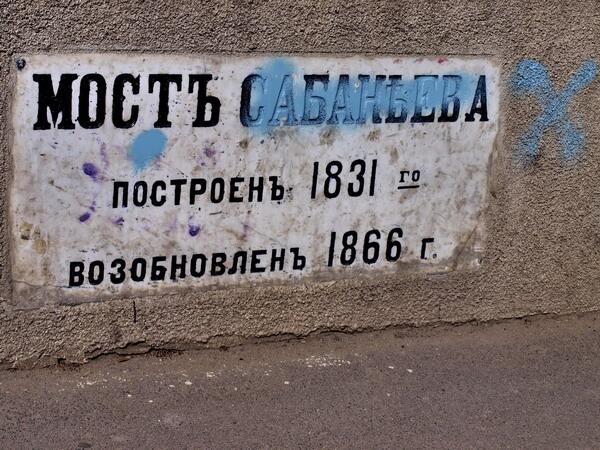 МОСТЪ САБАНѢЕВА
ПОСТРОЕНЪ 1831 го
ВОЗОБНОВЛЕНЪ 1866 г.